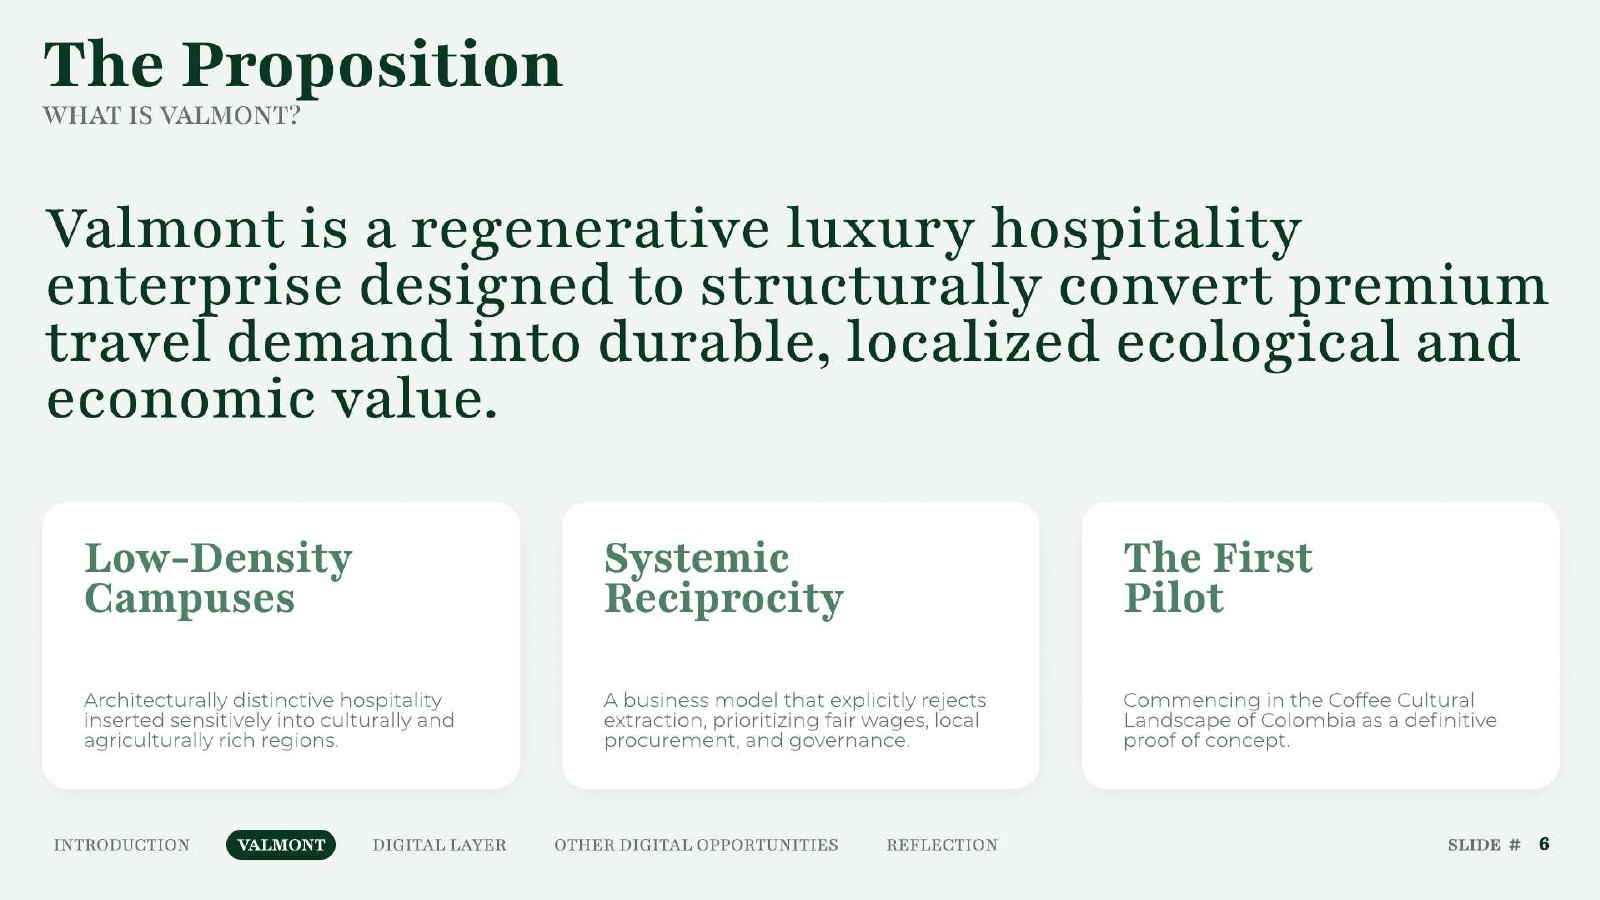 The Proposition
WHAT IS VALMONT?
Valmont is a regenerative luxury hospitality
enterprise designed to structurally convert premium
travel demand into durable, localized ecological and
economic value.
Low-Density
Campuses
Architecturally distinctive hospitality
inserted sensitively into culturally and
agriculturally rich regions.
Systemic
Reciprocity
A business model that explicitly rejects
extraction, prioritizing fair wages, local
procurement, and governance.
The First
Pilot
Commencing in the Coffee Cultural
Landscape of Colombia as a definitive
proof of concept.
INTRODUCTION VALMONT DIGITAL LAYER OTHER DIGITAL OPPORTUNITIES REFLECTION SLIDE # 6